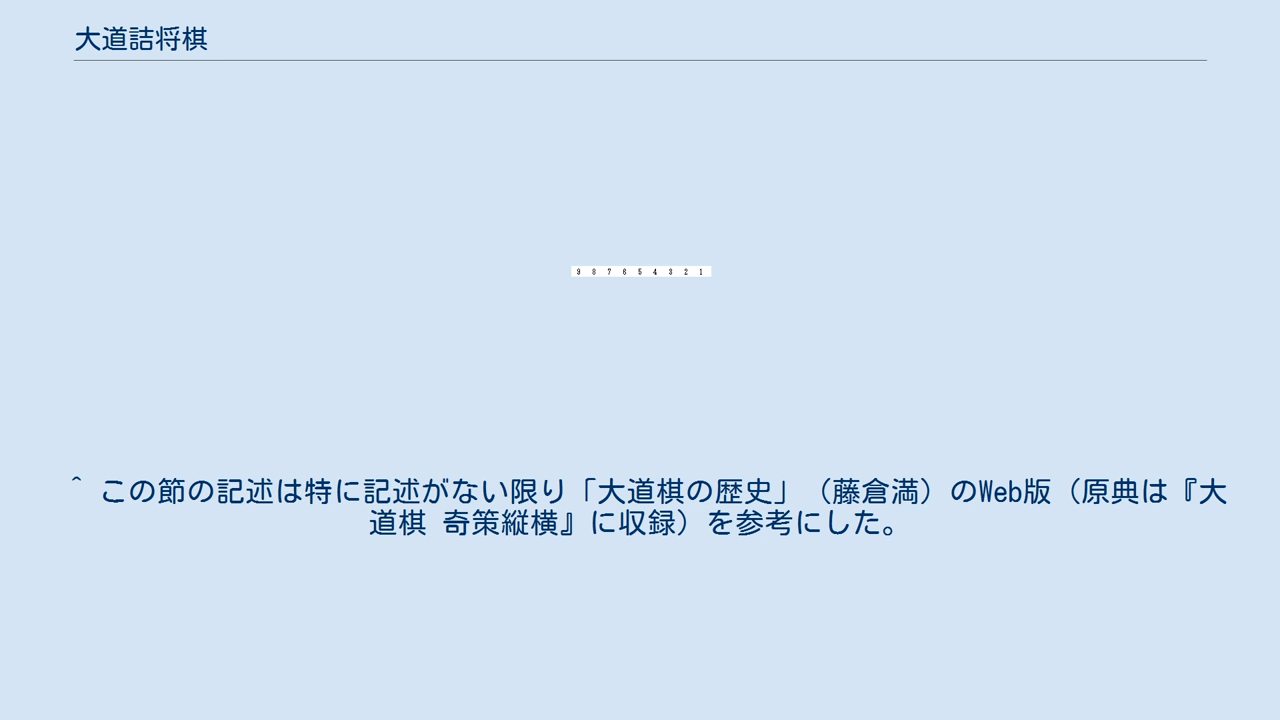 大道詰将棋
9 8 7 6 5 4 3 2 1
^ この節の記述は特に記述がない限り「大道棋の歴史」（藤倉満）のWeb版（原典は『大
道棋 奇策縦横』に収録）を参考にした。